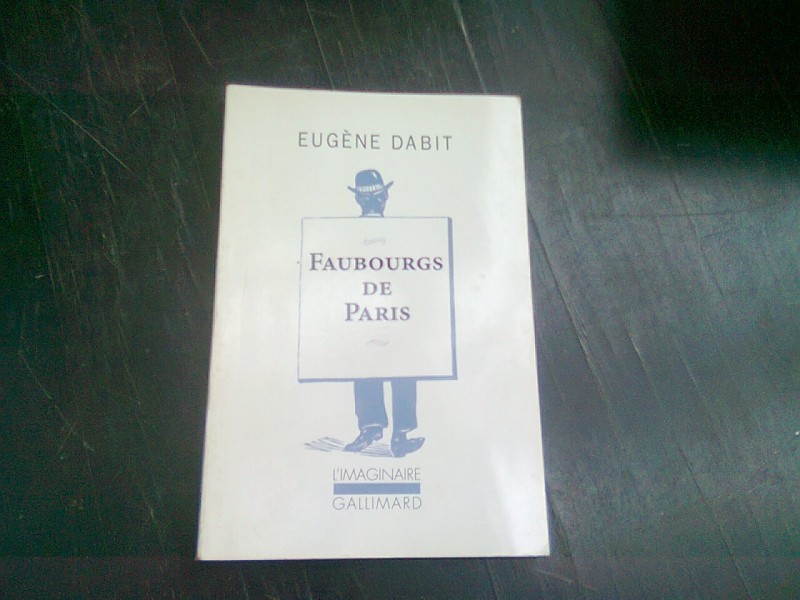 EUGÈNE DABIT
FAUBOURGS
DE
PARIS
L'IMAGINAIRE
GALLIMARD